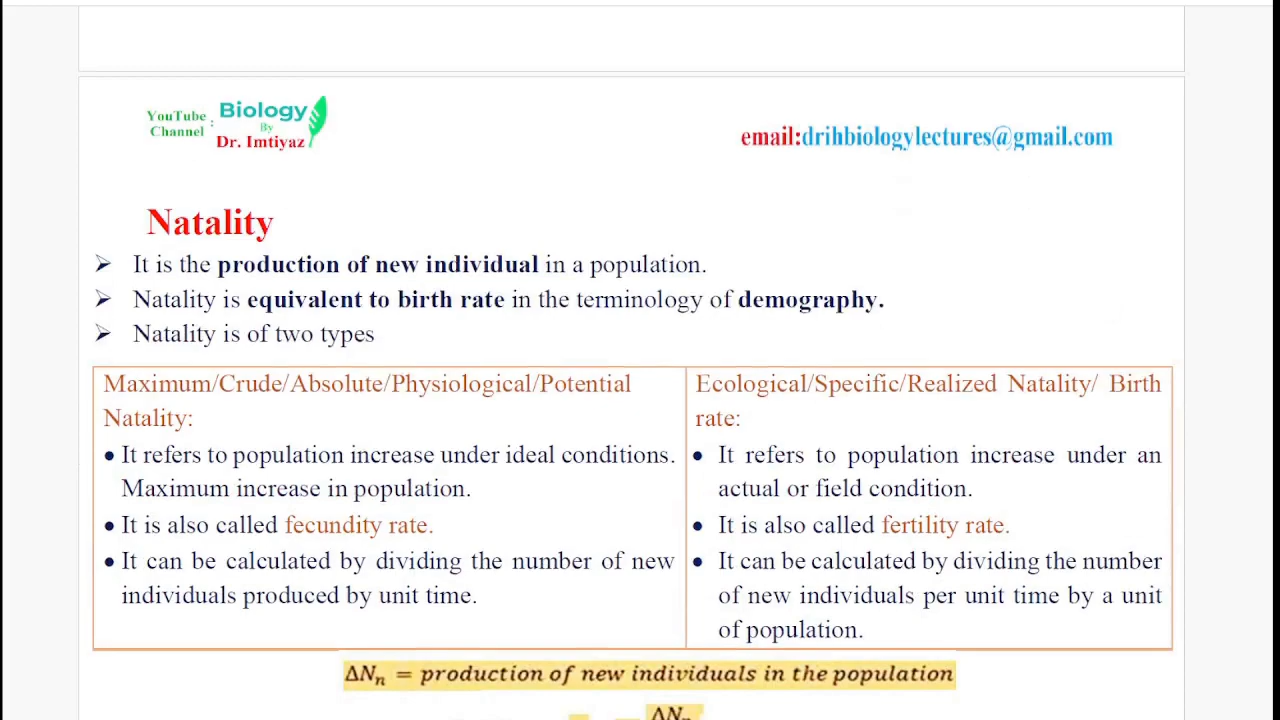 YouTube Channel : Biology By Dr. Imtiyaz
email:drihbiologylectures@gmail.com
Natality
➢ It is the production of new individual in a population.
➢ Natality is equivalent to birth rate in the terminology of demography.
➢ Natality is of two types
Maximum/Crude/Absolute/Physiological/Potential
Natality:
• It refers to population increase under ideal conditions.
Maximum increase in population.
• It is also called fecundity rate.
• It can be calculated by dividing the number of new
individuals produced by unit time.
Ecological/Specific/Realized Natality/ Birth
rate:
• It refers to population increase under an
actual or field condition.
• It is also called fertility rate.
• It can be calculated by dividing the number
of new individuals per unit time by a unit
of population.
ΔNₙ = production of new individuals in the population
ΔNₙ